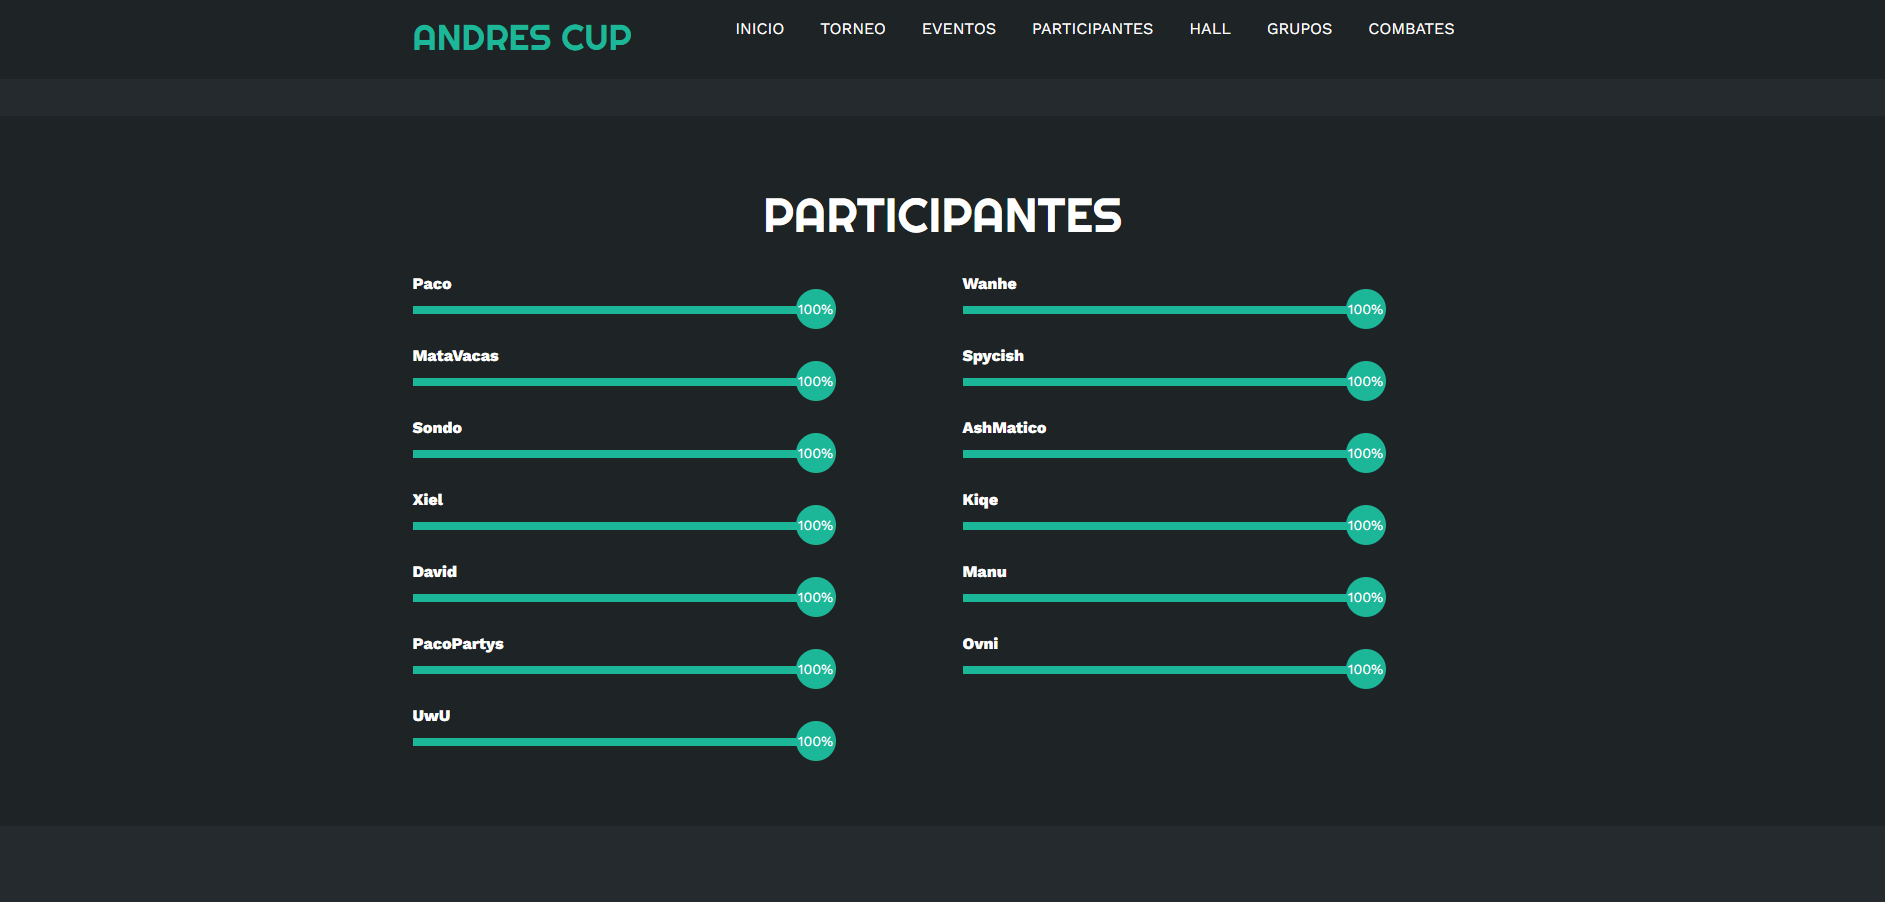 ANDRES CUP
INICIO TORNEO EVENTOS PARTICIPANTES HALL GRUPOS COMBATES
PARTICIPANTES
Paco
100%
Wanhe
100%
MataVacas
100%
Spycish
100%
Sondo
100%
AshMatico
100%
Xiel
100%
Kiqe
100%
David
100%
Manu
100%
PacoPartys
100%
Ovni
100%
UwU
100%